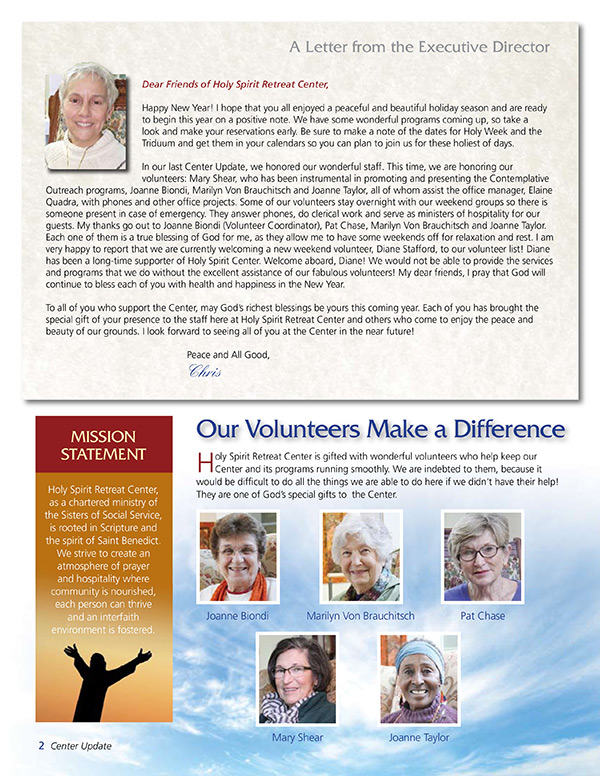 A Letter from the Executive Director
Dear Friends of Holy Spirit Retreat Center,
Happy New Year! I hope that you all enjoyed a peaceful and beautiful holiday season and are ready
to begin this year on a positive note. We have some wonderful programs coming up, so take a
look and make your reservations early. Be sure to make a note of the dates for Holy Week and the
Triduum and get them in your calendars so you can plan to join us for these holiest of days.
In our last Center Update, we honored our wonderful staff. This time, we are honoring our
volunteers: Mary Shear, who has been instrumental in promoting and presenting the Contemplative
Outreach programs, Joanne Biondi, Marilyn Von Brauchitsch and Joanne Taylor, all of whom assist the office manager, Elaine
Quadra, with phones and other office projects. Some of our volunteers stay overnight with our weekend groups so there is
someone present in case of emergency. They answer phones, do clerical work and serve as ministers of hospitality for our
guests. My thanks go out to Joanne Biondi (Volunteer Coordinator), Pat Chase, Marilyn Von Brauchitsch and Joanne Taylor.
Each one of them is a true blessing of God for me, as they allow me to have some weekends off for relaxation and rest. I am
very happy to report that we are currently welcoming a new weekend volunteer, Diane Stafford, to our volunteer list! Diane
has been a long-time supporter of Holy Spirit Center. Welcome aboard, Diane! We would not be able to provide the services
and programs that we do without the excellent assistance of our fabulous volunteers! My dear friends, I pray that God will
continue to bless each of you with health and happiness in the New Year.
To all of you who support the Center, may God's richest blessings be yours this coming year. Each of you has brought the
special gift of your presence to the staff here at Holy Spirit Retreat Center and others who come to enjoy the peace and
beauty of our grounds. I look forward to seeing all of you at the Center in the near future!
Peace and All Good,
Chris
MISSION
STATEMENT
Holy Spirit Retreat Center,
as a chartered ministry of
the Sisters of Social Service,
is rooted in Scripture and
the spirit of Saint Benedict.
We strive to create an
atmosphere of prayer
and hospitality where
community is nourished,
each person can thrive
and an interfaith
environment is fostered.
Our Volunteers Make a Difference
Holy Spirit Retreat Center is gifted with wonderful volunteers who help keep our
Center and its programs running smoothly. We are indebted to them, because it
would be difficult to do all the things we are able to do here if we didn't have their help!
They are one of God's special gifts to the Center.
Joanne Biondi
Marilyn Von Brauchitsch
Pat Chase
Mary Shear
Joanne Taylor
2 Center Update